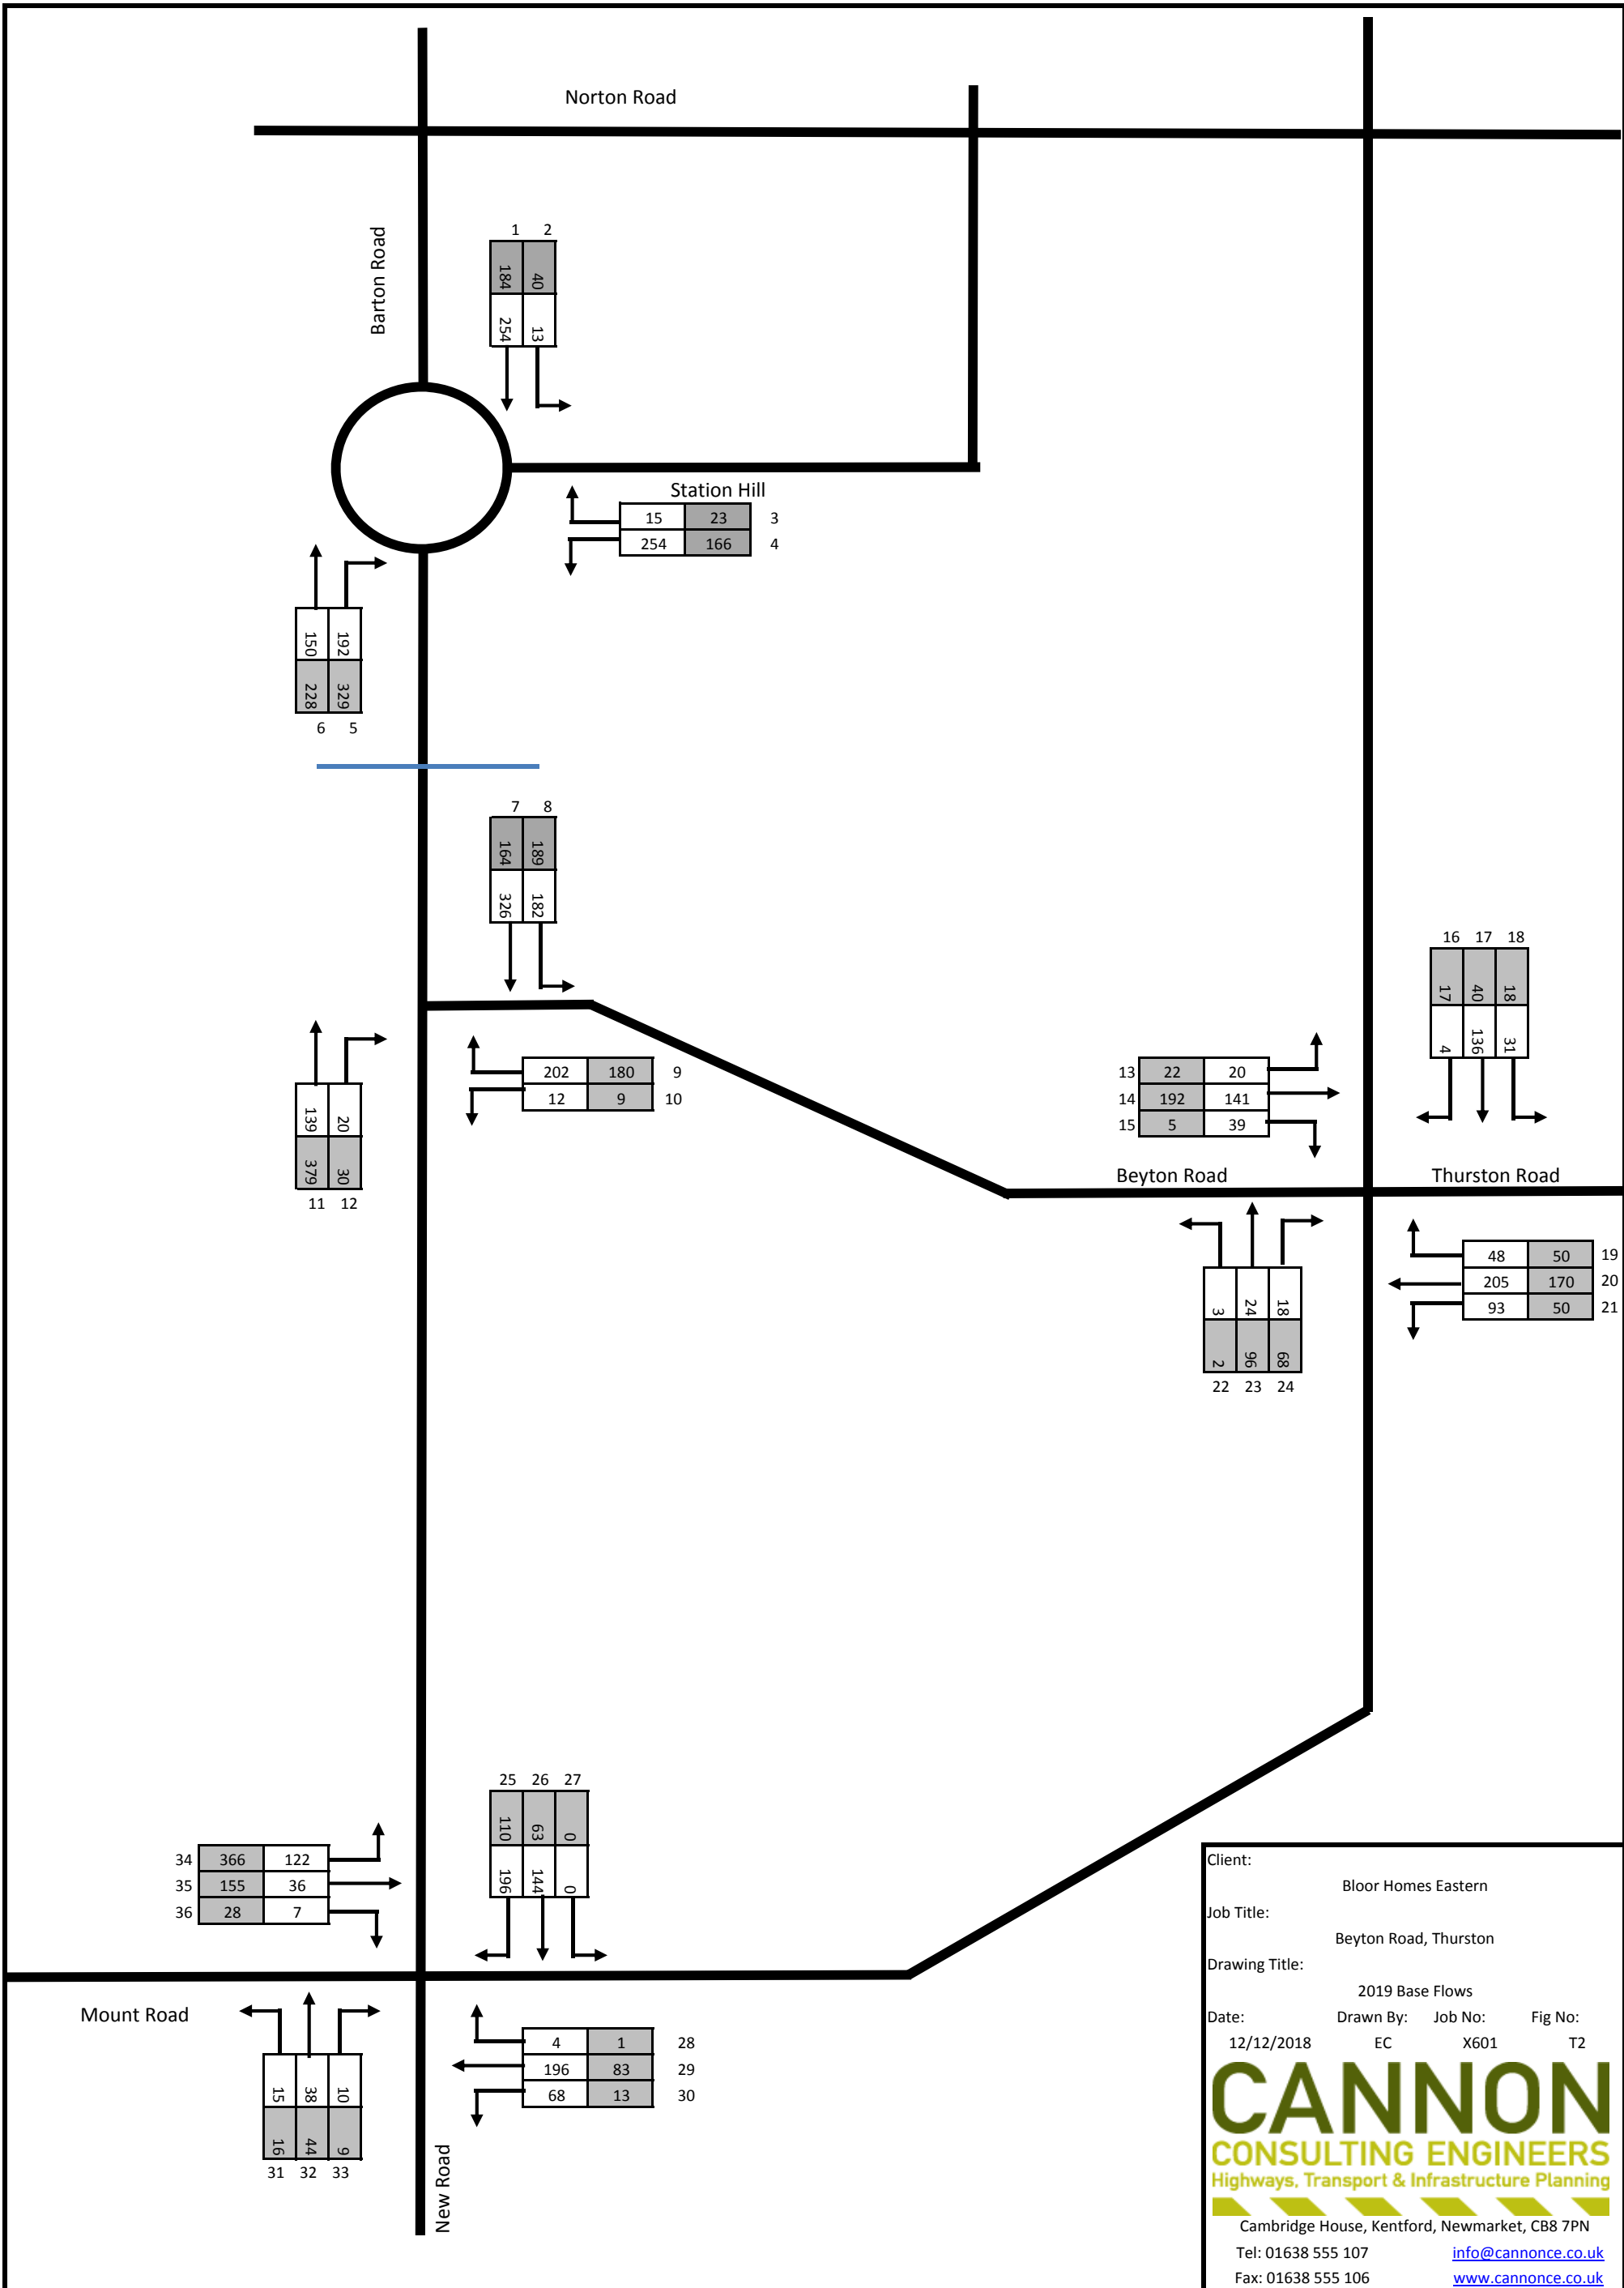 Norton Road
Barton Road
1 2
184 40
254 13
Station Hill
15 23 3
254 166 4
150 192
228 329
6 5
7 8
164 189
326 182
202 180 9
12 9 10
139 20
379 30
11 12
16 17 18
17 40 18
4 136 31
13 22 20
14 192 141
15 5 39
Beyton Road
Thurston Road
48 50 19
205 170 20
93 50 21
3 24 18
2 96 68
22 23 24
25 26 27
110 63 0
196 144 0
34 366 122
35 155 36
36 28 7
Mount Road
4 1 28
196 83 29
68 13 30
15 38 10
16 44 9
31 32 33
New Road
Client:
Bloor Homes Eastern
Job Title:
Beyton Road, Thurston
Drawing Title:
2019 Base Flows
Date: Drawn By: Job No: Fig No:
12/12/2018 EC X601 T2
CANNON
CONSULTING ENGINEERS
Highways, Transport & Infrastructure Planning
Cambridge House, Kentford, Newmarket, CB8 7PN
Tel: 01638 555 107 info@cannonce.co.uk
Fax: 01638 555 106 www.cannonce.co.uk